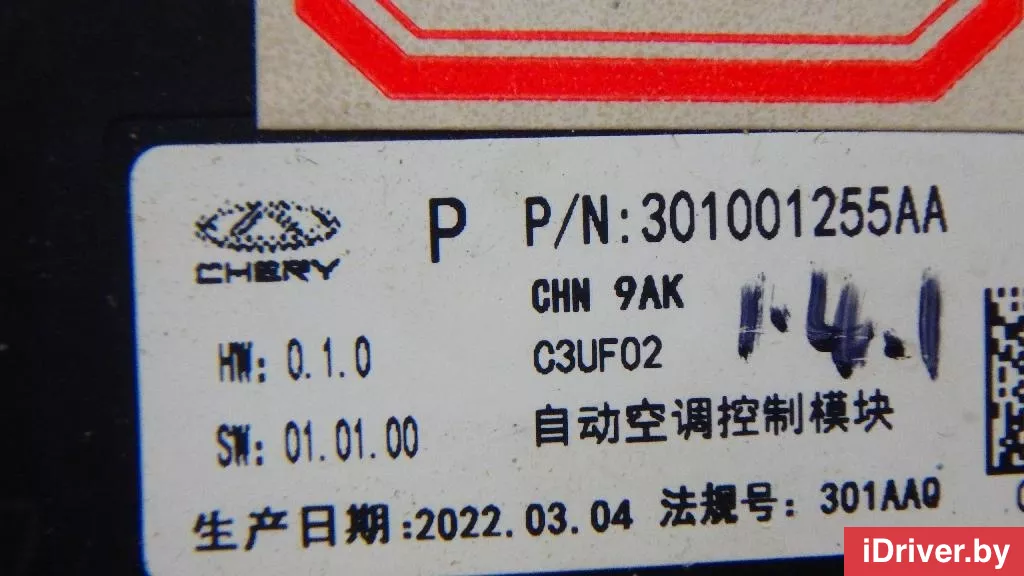 CHERY
P
P/N:301001255AA
CHN 9AK
1.4.1
HW: 0.1.0
C3UF02
SW: 01.01.00
自动空调控制模块
生产日期:2022.03.04 法规号: 301AAQ
iDriver.by